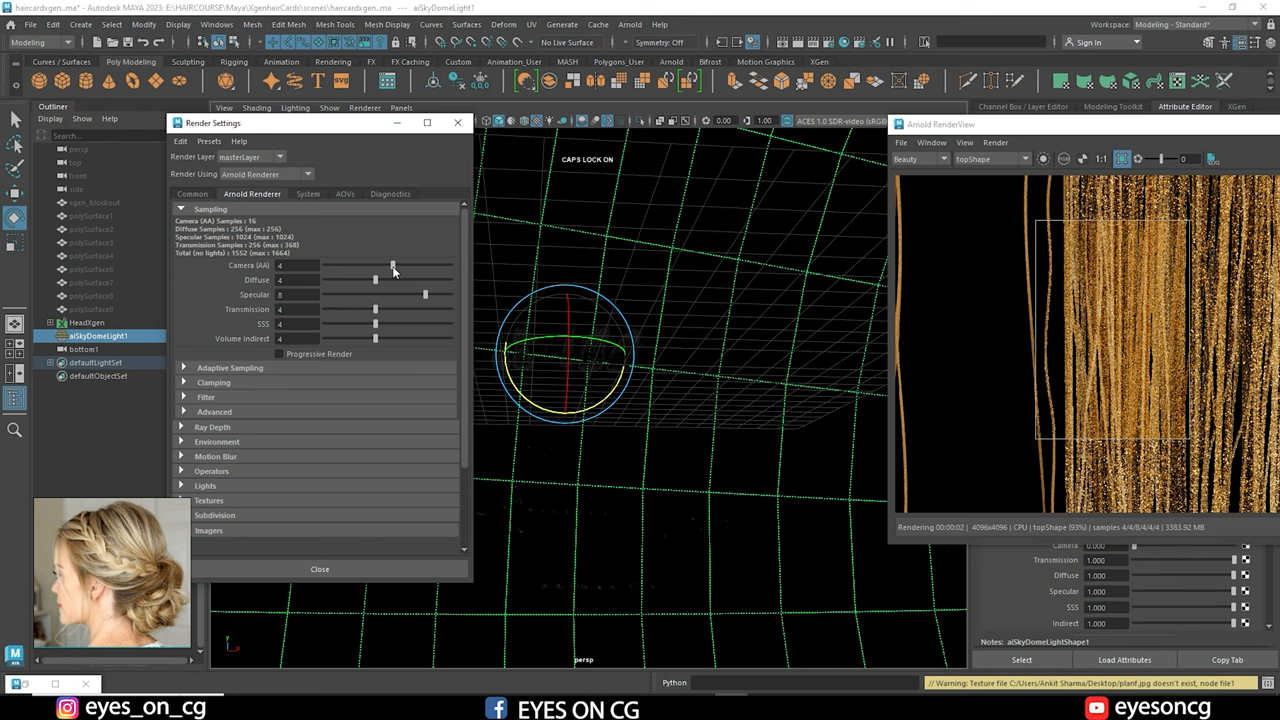 haircardxgen..ma* - Autodesk MAYA 2023: E:\HAIRCOURSE\Maya\XgenhairCards\scenes\haircardxgen..ma --- aiSkyDomeLight1
File Edit Create Select Modify Display Windows Mesh Edit Mesh Mesh Tools Mesh Display Curves Surfaces Deform UV Generate Cache Arnold Help
Workspace: Modeling - Standard*
Modeling
No Live Surface
Symmetry: Off
Sign In
Curves / Surfaces Poly Modeling Sculpting Rigging Animation Rendering FX FX Caching Custom Animation_User MASH Polygons_User Arnold Bifrost Motion Graphics XGen
Outliner
Display Show Help
Search...
persp
top
front
side
xgen_blockout
polySurface1
polySurface2
polySurface3
polySurface4
polySurface6
polySurface7
polySurface8
polySurface9
HeadXgen
aiSkyDomeLight1
bottom1
defaultLightSet
defaultObjectSet
View Shading Lighting Show Renderer Panels
0.00 1.00 ACES 1.0 SDR-video (sRGB)
CAPS LOCK ON
persp
Render Settings
Edit Presets Help
Render Layer masterLayer
Render Using Arnold Renderer
Common Arnold Renderer System AOVs Diagnostics
Sampling
Camera (AA) Samples : 16
Diffuse Samples : 256 (max : 256)
Specular Samples : 1024 (max : 1024)
Transmission Samples : 256 (max : 368)
Total (no lights) : 1552 (max : 1664)
Camera (AA) 4
Diffuse 4
Specular 8
Transmission 4
SSS 4
Volume Indirect 4
Progressive Render
Adaptive Sampling
Clamping
Filter
Advanced
Ray Depth
Environment
Motion Blur
Operators
Lights
Textures
Subdivision
Imagers
Close
Channel Box / Layer Editor Modeling Toolkit Attribute Editor XGen
Arnold RenderView
File Window View Render
Beauty topShape 1:1 0
Rendering 00:00:02 | 4096x4096 | CPU | topShape (93%) | samples 4/4/8/4/4/4 | 3383.92 MB
Camera 0.000
Transmission 1.000
Diffuse 1.000
Specular 1.000
SSS 1.000
Indirect 1.000
Notes: aiSkyDomeLightShape1
Select Load Attributes Copy Tab
Python
// Warning: Texture file C:/Users/Ankit Sharma/Desktop/planf.jpg doesn't exist, node file1
eyes_on_cg
EYES ON CG
eyesoncg